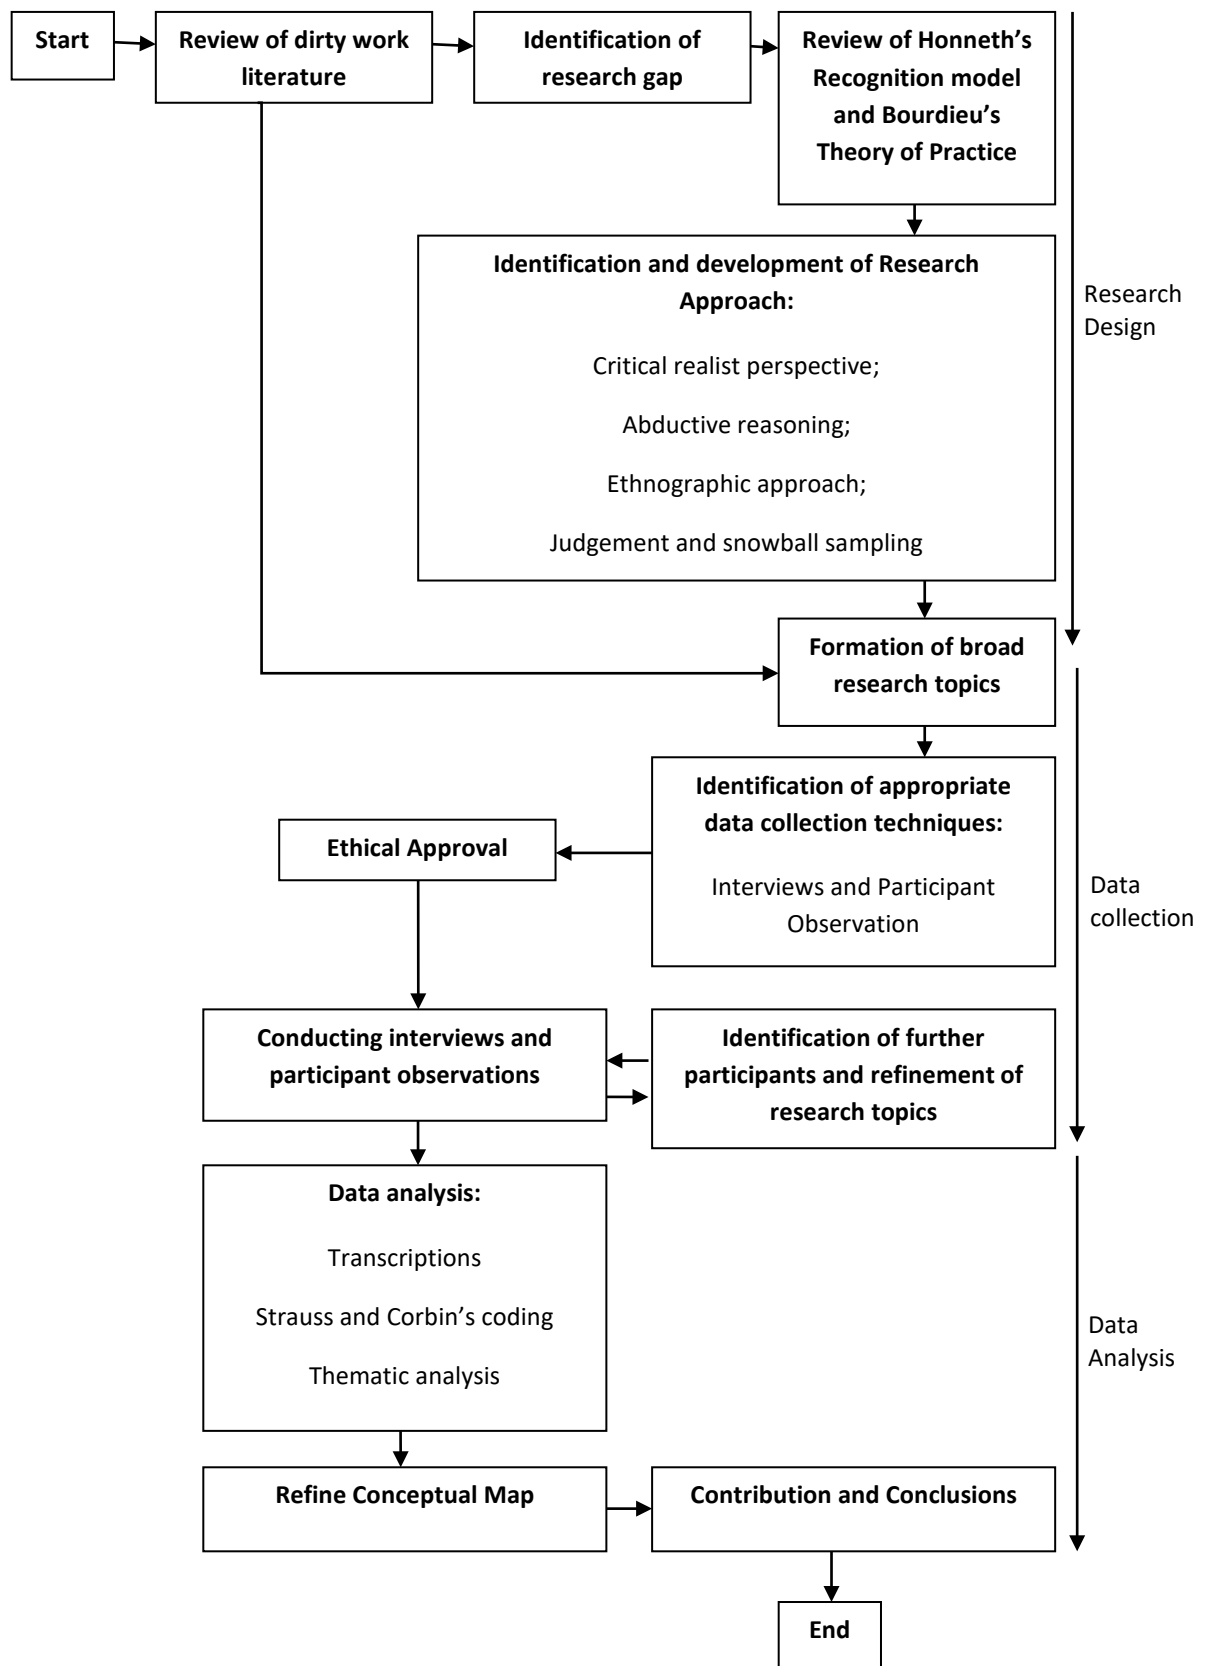 Start
Review of dirty work
literature
Identification of
research gap
Review of Honneth’s
Recognition model
and Bourdieu’s
Theory of Practice
Identification and development of Research
Approach:
Critical realist perspective;
Abductive reasoning;
Ethnographic approach;
Judgement and snowball sampling
Research
Design
Formation of broad
research topics
Identification of appropriate
data collection techniques:
Interviews and Participant
Observation
Ethical Approval
Data
collection
Conducting interviews and
participant observations
Identification of further
participants and refinement of
research topics
Data analysis:
Transcriptions
Strauss and Corbin’s coding
Thematic analysis
Data
Analysis
Refine Conceptual Map
Contribution and Conclusions
End